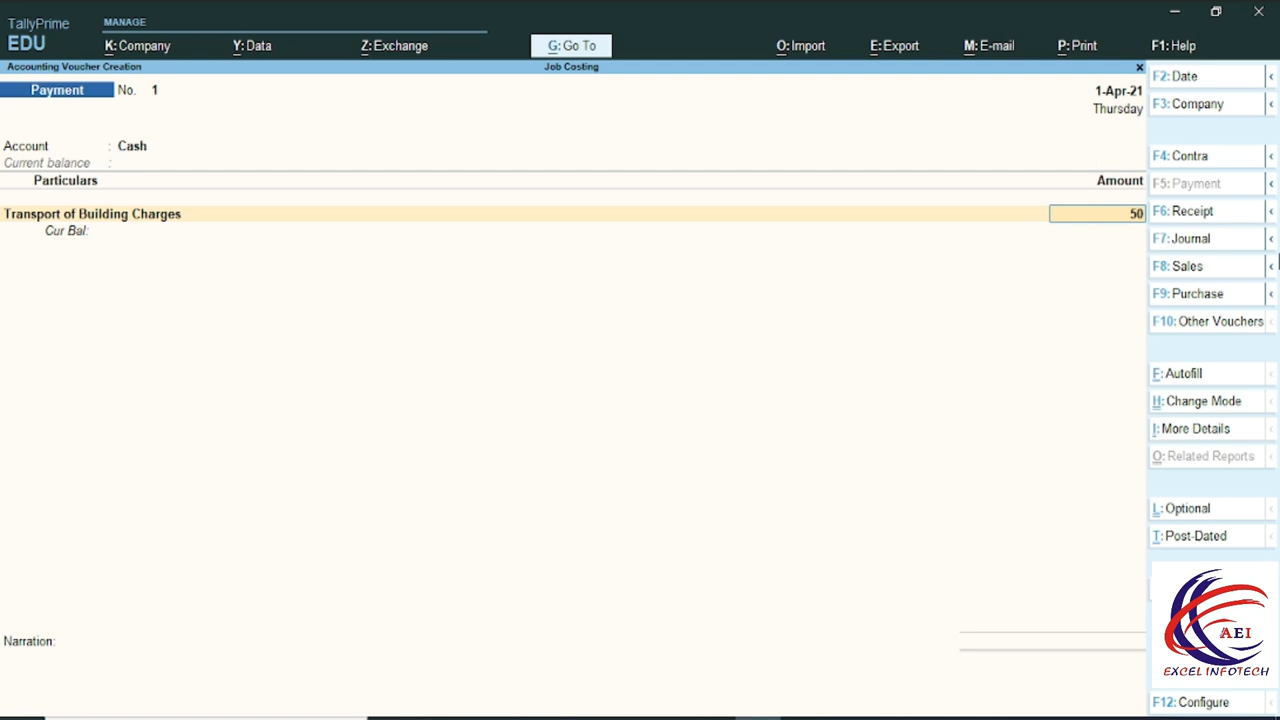 TallyPrime
EDU
MANAGE
K: Company
Y: Data
Z: Exchange
G: Go To
O: Import
E: Export
M: E-mail
P: Print
F1: Help
Accounting Voucher Creation
Job Costing
x
Payment No. 1
1-Apr-21
Thursday
Account : Cash
Current balance :
Particulars
Amount
Transport of Building Charges
50
Cur Bal:
Narration:
F2: Date
F3: Company
F4: Contra
F5: Payment
F6: Receipt
F7: Journal
F8: Sales
F9: Purchase
F10: Other Vouchers
F: Autofill
H: Change Mode
I: More Details
O: Related Reports
L: Optional
T: Post-Dated
AEI
EXCEL INFOTECH
F12: Configure